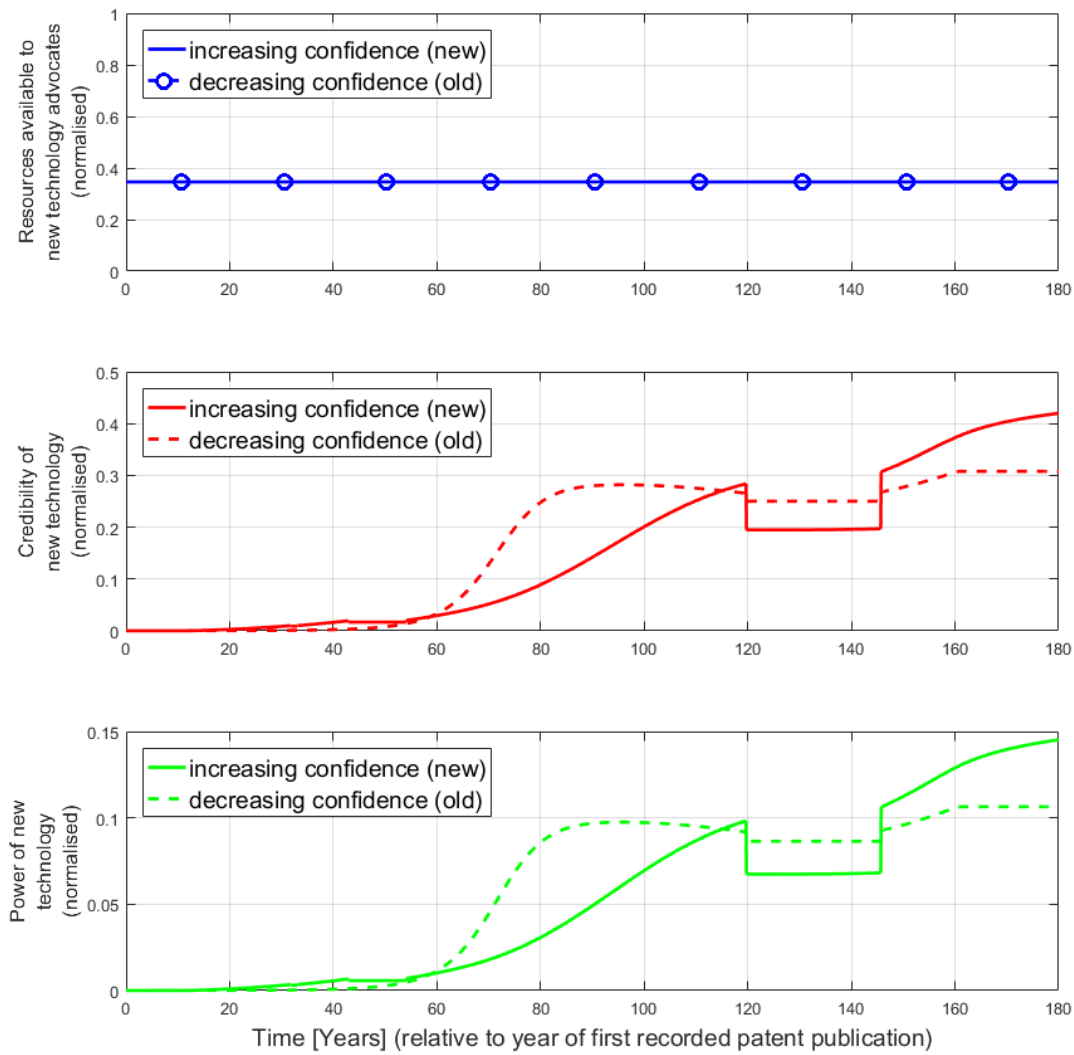 Resources available to
new technology advocates
(normalised)
1
0.8
0.6
0.4
0.2
0
increasing confidence (new)
decreasing confidence (old)
0 20 40 60 80 100 120 140 160 180
Credibility of
new technology
(normalised)
0.5
0.4
0.3
0.2
0.1
0
increasing confidence (new)
decreasing confidence (old)
0 20 40 60 80 100 120 140 160 180
Power of new
technology
(normalised)
0.15
0.1
0.05
0
increasing confidence (new)
decreasing confidence (old)
0 20 40 60 80 100 120 140 160 180
Time [Years] (relative to year of first recorded patent publication)